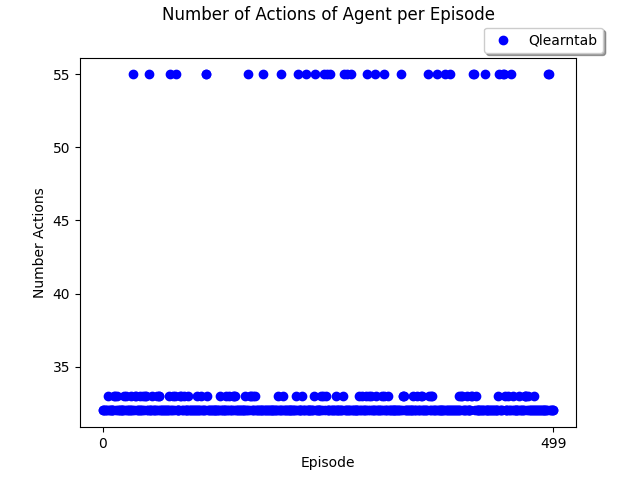 Number of Actions of Agent per Episode
Qlearntab
55
50
45
40
35
Number Actions
0
499
Episode